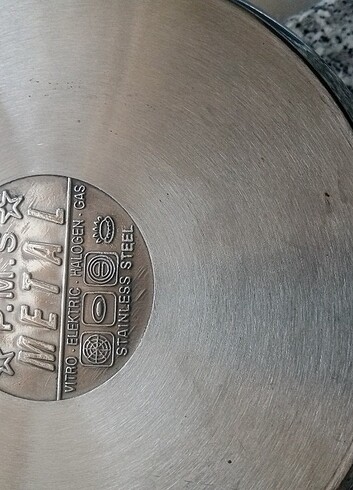 P.M.S
METAL
VITRO · ELEKTRIC · HALOGEN · GAS
STAINLESS STEEL